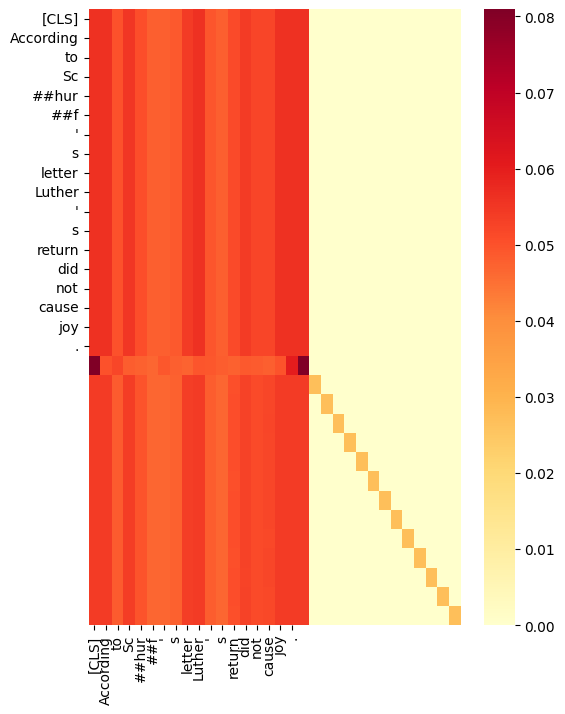 [CLS]
According
to
Sc
##hur
##f
'
s
letter
Luther
'
s
return
did
not
cause
joy
.
0.08
0.07
0.06
0.05
0.04
0.03
0.02
0.01
0.00
[CLS]
According
to
Sc
##hur
##f
'
s
letter
Luther
'
s
return
did
not
cause
joy
.